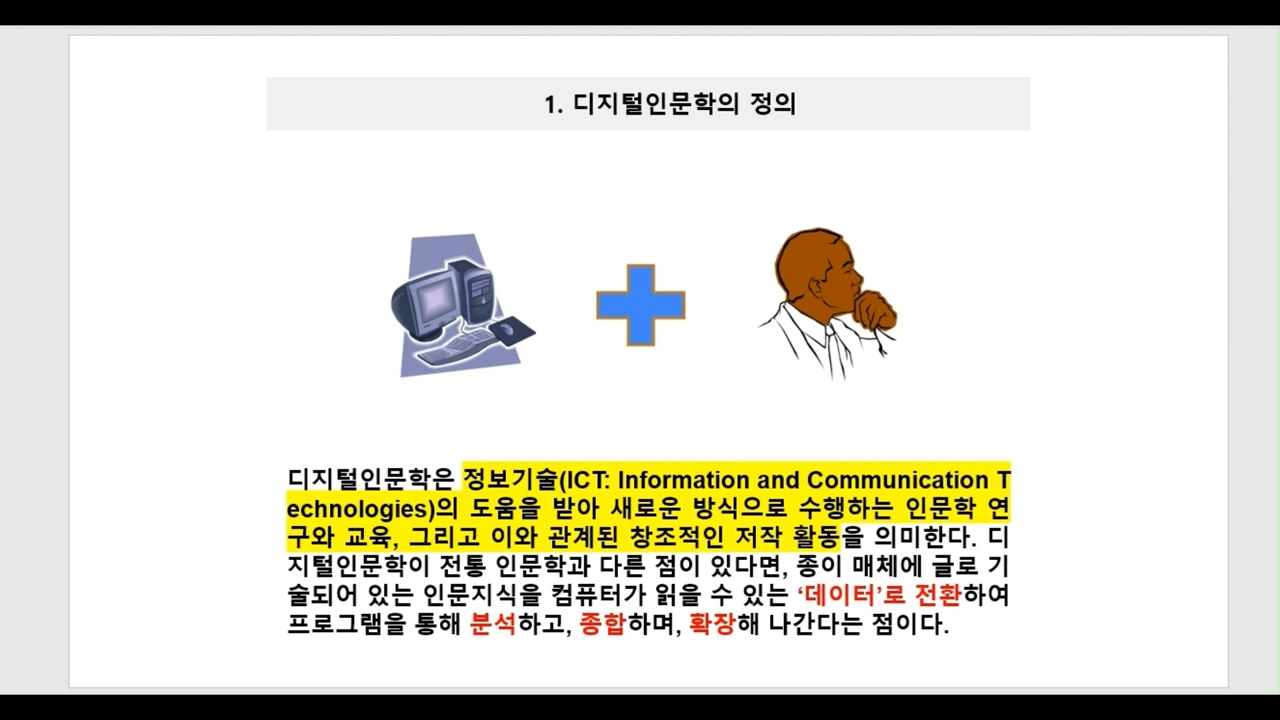 1. 디지털인문학의 정의
디지털인문학은 정보기술(ICT: Information and Communication T
echnologies)의 도움을 받아 새로운 방식으로 수행하는 인문학 연
구와 교육, 그리고 이와 관계된 창조적인 저작 활동을 의미한다. 디
지털인문학이 전통 인문학과 다른 점이 있다면, 종이 매체에 글로 기
술되어 있는 인문지식을 컴퓨터가 읽을 수 있는 ‘데이터’로 전환하여
프로그램을 통해 분석하고, 종합하며, 확장해 나간다는 점이다.